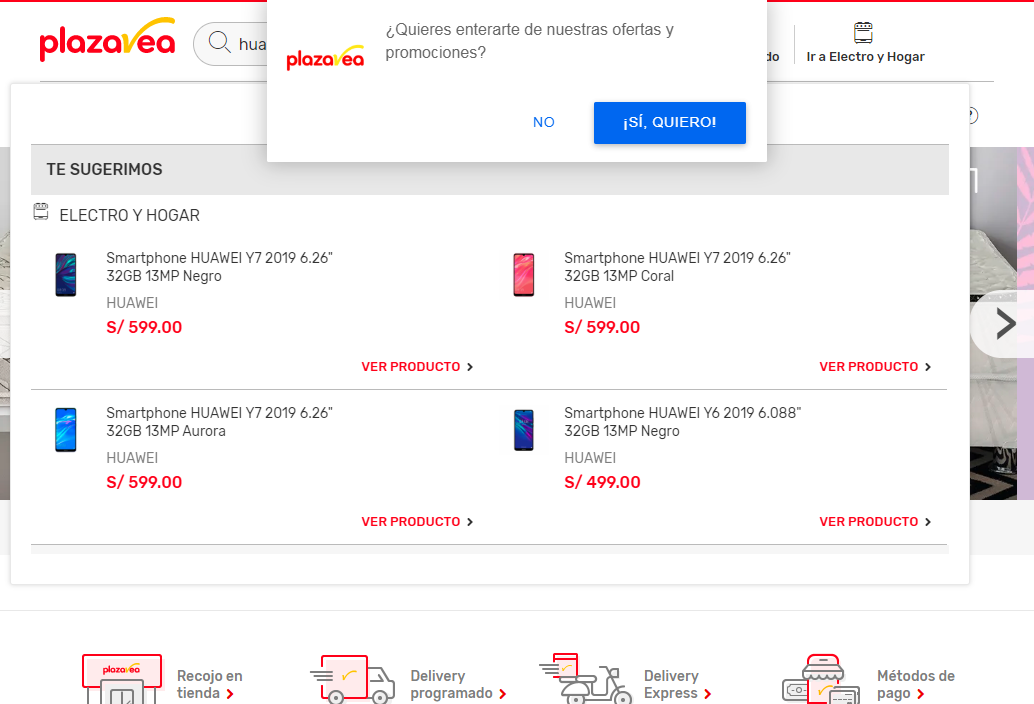 plazavea
hua
¿Quieres enterarte de nuestras ofertas y
promociones?
plazavea
NO
¡SÍ, QUIERO!
Ir a Electro y Hogar
TE SUGERIMOS
ELECTRO Y HOGAR
Smartphone HUAWEI Y7 2019 6.26"
32GB 13MP Negro
HUAWEI
S/ 599.00
VER PRODUCTO
Smartphone HUAWEI Y7 2019 6.26"
32GB 13MP Coral
HUAWEI
S/ 599.00
VER PRODUCTO
Smartphone HUAWEI Y7 2019 6.26"
32GB 13MP Aurora
HUAWEI
S/ 599.00
VER PRODUCTO
Smartphone HUAWEI Y6 2019 6.088"
32GB 13MP Negro
HUAWEI
S/ 499.00
VER PRODUCTO
plazavea
Recojo en
tienda
Delivery
programado
Delivery
Express
Métodos de
pago